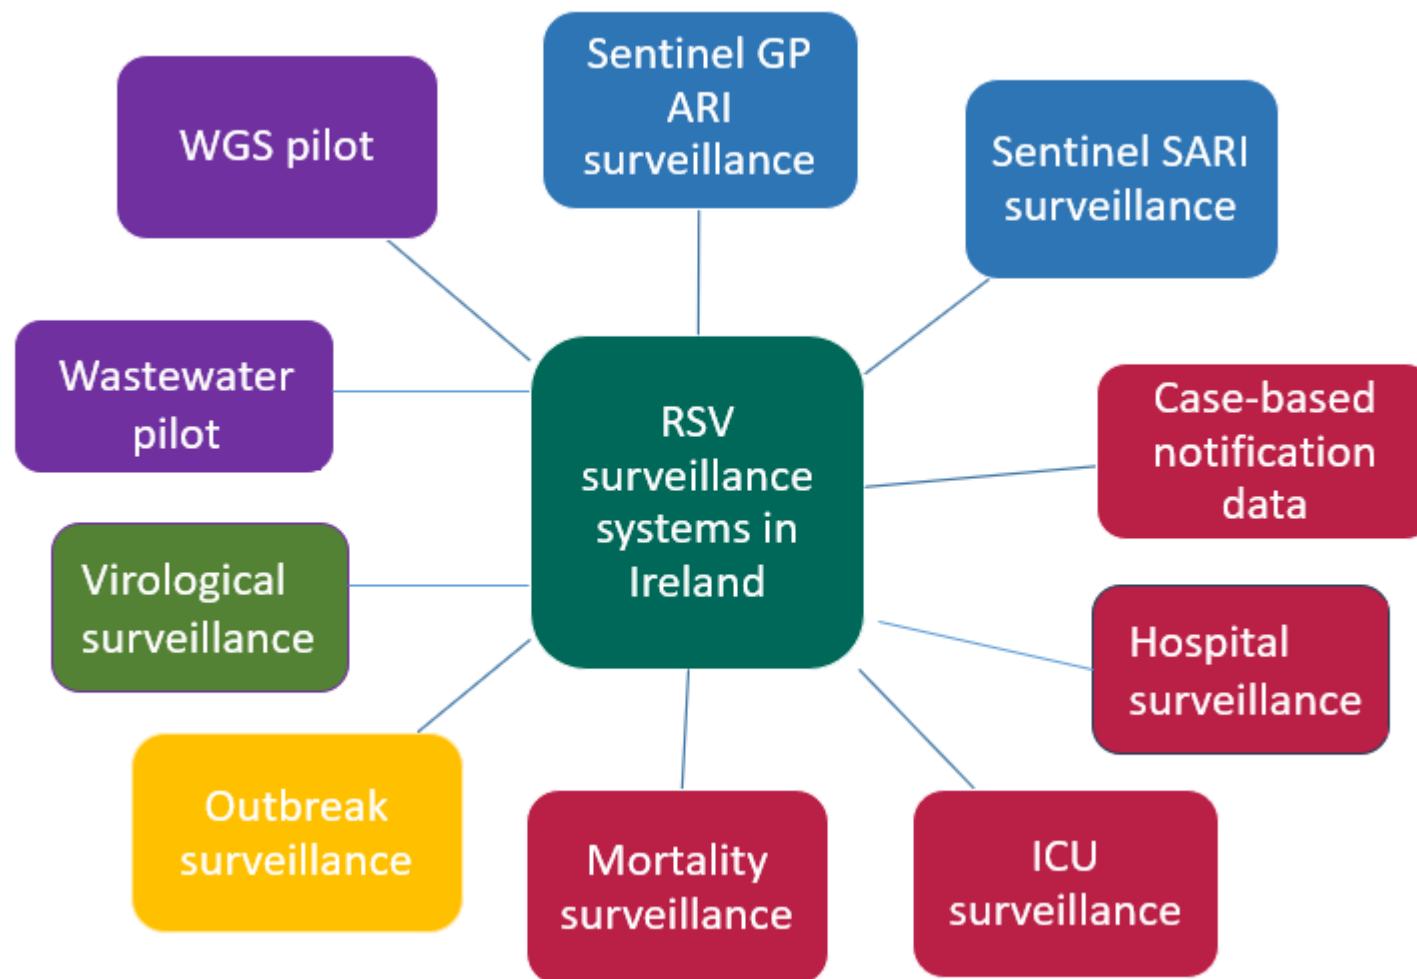 Sentinel GP
ARI
surveillance
WGS pilot
Sentinel SARI
surveillance
Wastewater
pilot
RSV
surveillance
systems in
Ireland
Case-based
notification
data
Virological
surveillance
Hospital
surveillance
Outbreak
surveillance
Mortality
surveillance
ICU
surveillance